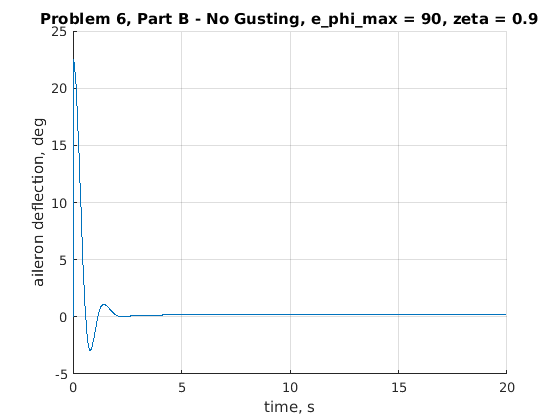 Problem 6, Part B - No Gusting, e_phi_max = 90, zeta = 0.9
25
20
15
10
5
0
-5
aileron deflection, deg
0 5 10 15 20
time, s